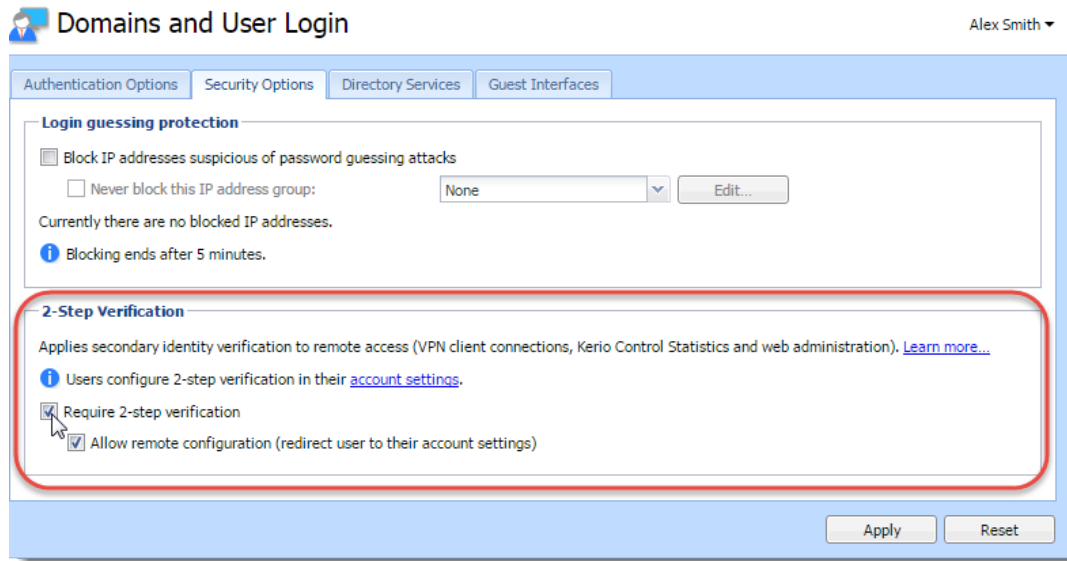 Domains and User Login
Alex Smith
Authentication Options
Security Options
Directory Services
Guest Interfaces
Login guessing protection
Block IP addresses suspicious of password guessing attacks
Never block this IP address group:
None
Edit...
Currently there are no blocked IP addresses.
Blocking ends after 5 minutes.
2-Step Verification
Applies secondary identity verification to remote access (VPN client connections, Kerio Control Statistics and web administration). Learn more...
Users configure 2-step verification in their account settings.
Require 2-step verification
Allow remote configuration (redirect user to their account settings)
Apply
Reset